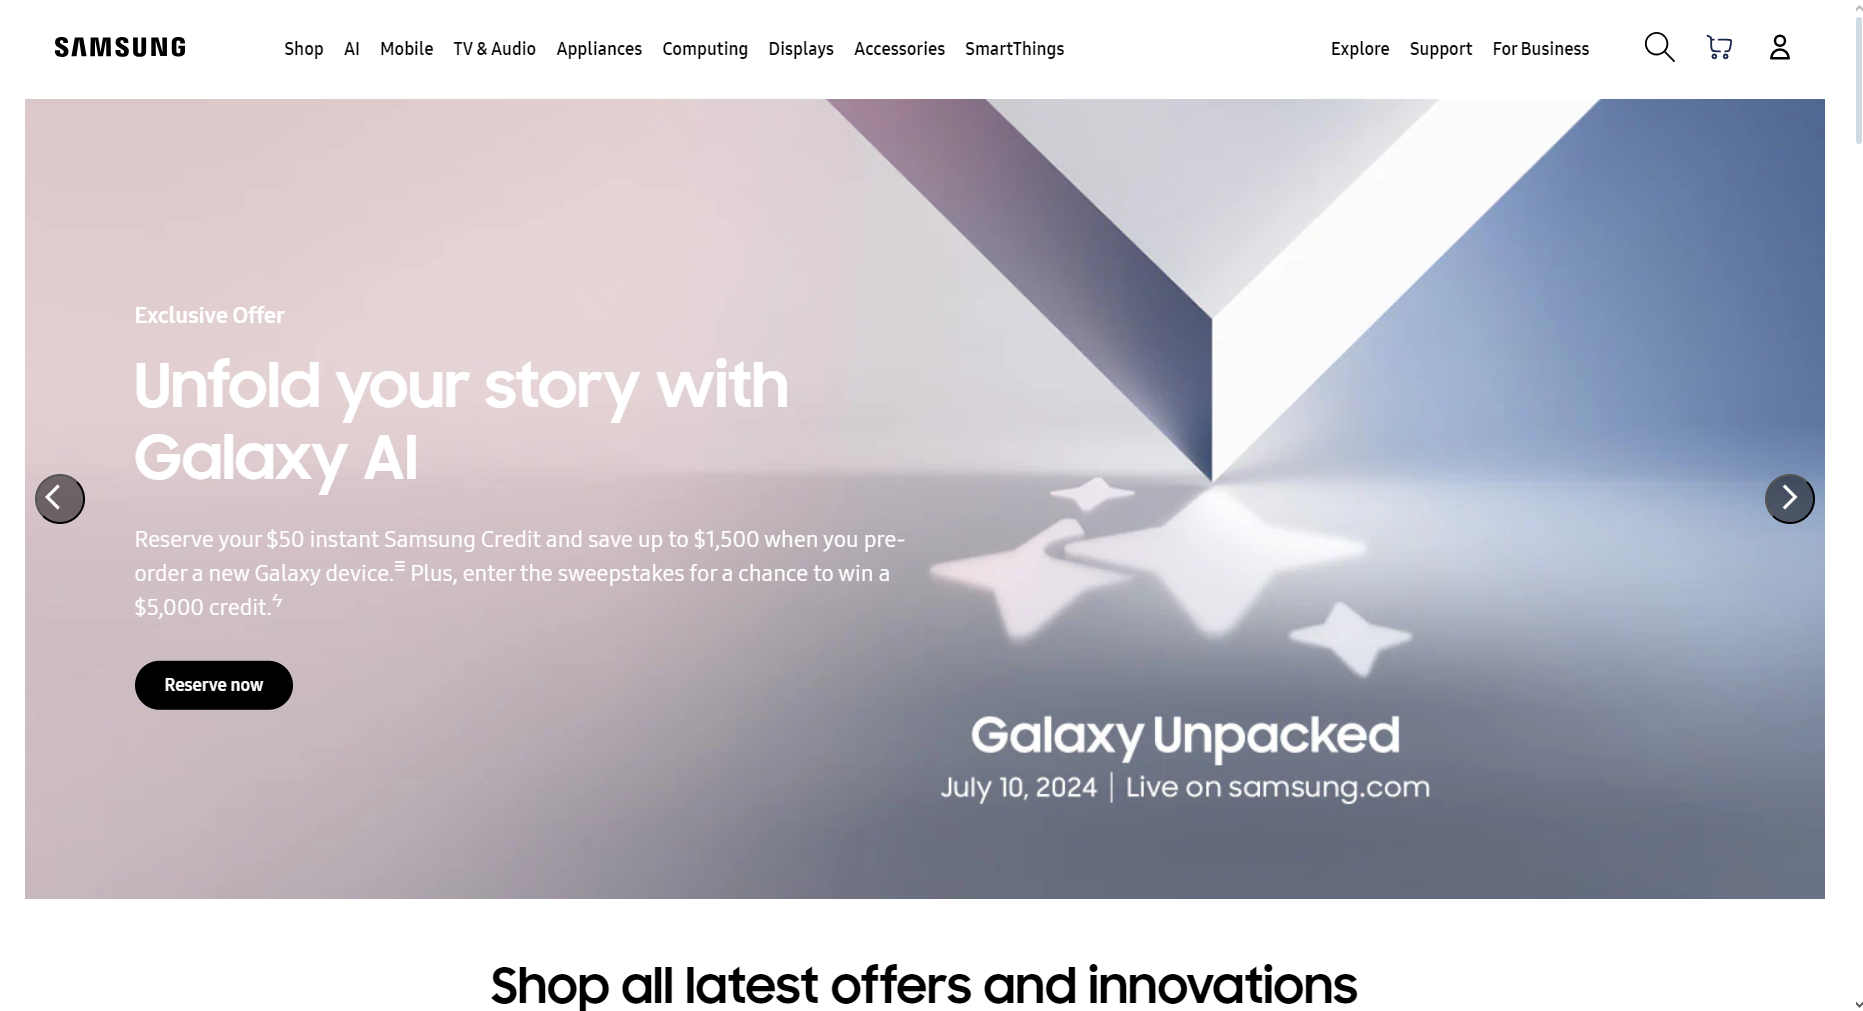 SAMSUNG
Shop AI Mobile TV & Audio Appliances Computing Displays Accessories SmartThings Explore Support For Business
Exclusive Offer
Unfold your story with
Galaxy AI
Reserve your $50 instant Samsung Credit and save up to $1,500 when you pre-
order a new Galaxy device.≡ Plus, enter the sweepstakes for a chance to win a
$5,000 credit.ϟ
Reserve now
Galaxy Unpacked
July 10, 2024 | Live on samsung.com
Shop all latest offers and innovations